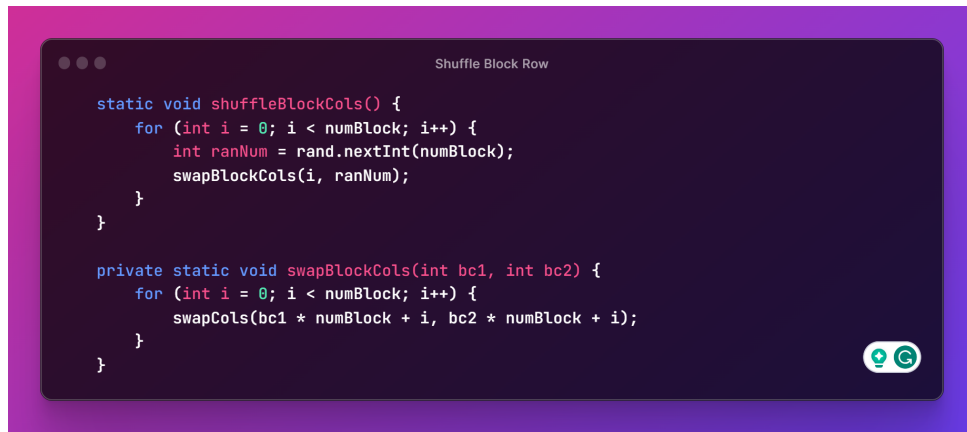 Shuffle Block Row
static void shuffleBlockCols() {
    for (int i = 0; i < numBlock; i++) {
        int ranNum = rand.nextInt(numBlock);
        swapBlockCols(i, ranNum);
    }
}

private static void swapBlockCols(int bc1, int bc2) {
    for (int i = 0; i < numBlock; i++) {
        swapCols(bc1 * numBlock + i, bc2 * numBlock + i);
    }
}